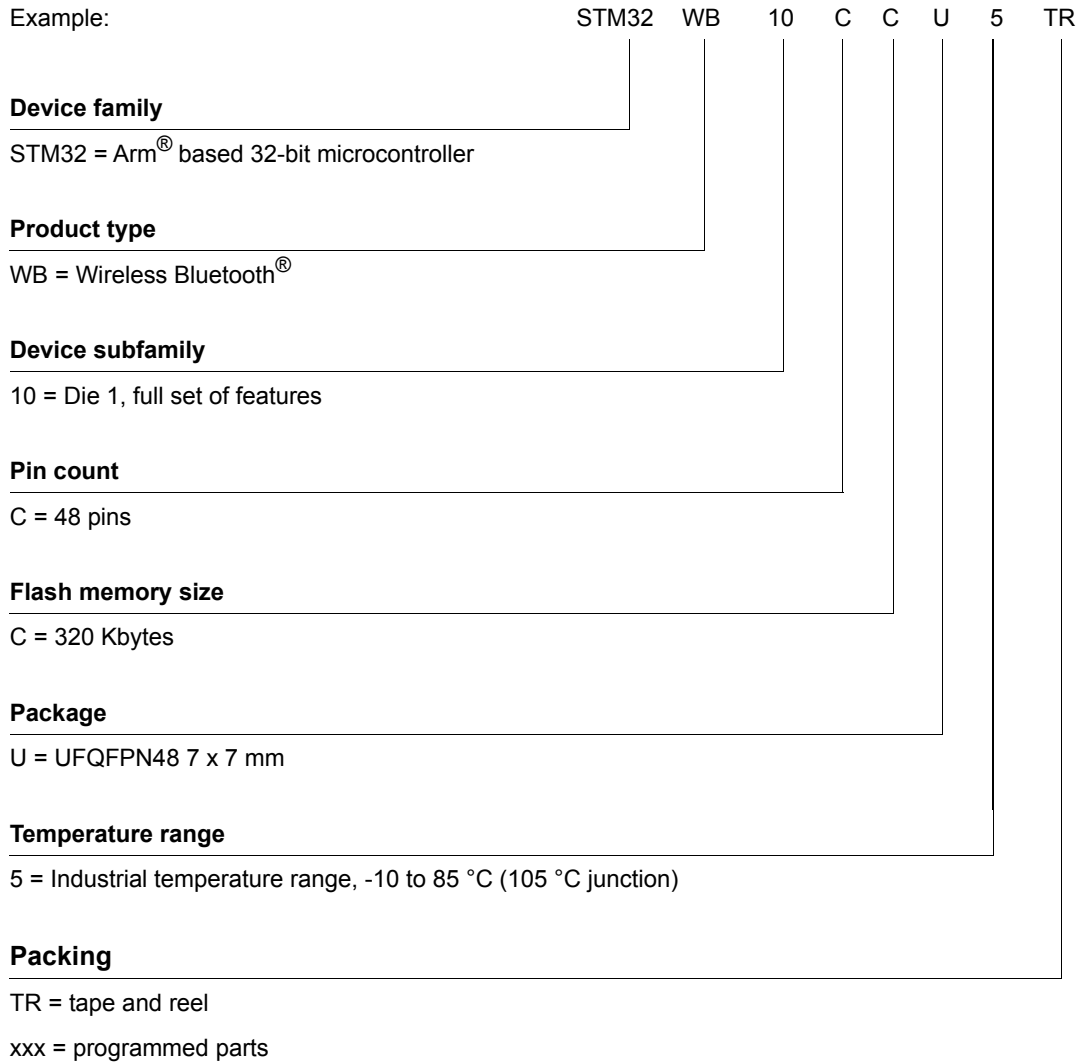 Example: STM32 WB 10 C C U 5 TR
Device family
STM32 = Arm® based 32-bit microcontroller
Product type
WB = Wireless Bluetooth®
Device subfamily
10 = Die 1, full set of features
Pin count
C = 48 pins
Flash memory size
C = 320 Kbytes
Package
U = UFQFPN48 7 x 7 mm
Temperature range
5 = Industrial temperature range, -10 to 85 °C (105 °C junction)
Packing
TR = tape and reel
xxx = programmed parts